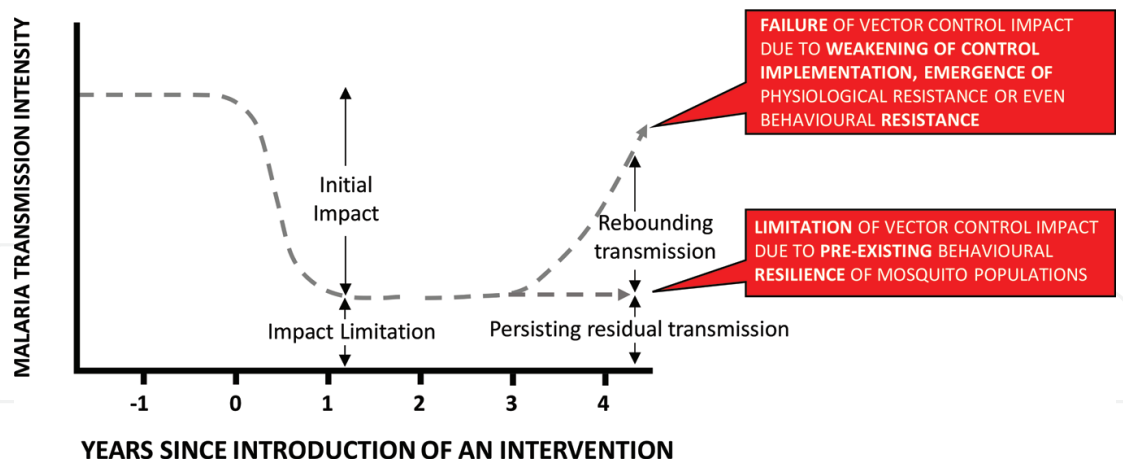 MALARIA TRANSMISSION INTENSITY
FAILURE OF VECTOR CONTROL IMPACT
DUE TO WEAKENING OF CONTROL
IMPLEMENTATION, EMERGENCE OF
PHYSIOLOGICAL RESISTANCE OR EVEN
BEHAVIOURAL RESISTANCE
Initial
Impact
Rebounding
transmission
LIMITATION OF VECTOR CONTROL IMPACT
DUE TO PRE-EXISTING BEHAVIOURAL
RESILIENCE OF MOSQUITO POPULATIONS
Impact Limitation
Persisting residual transmission
-1 0 1 2 3 4
YEARS SINCE INTRODUCTION OF AN INTERVENTION